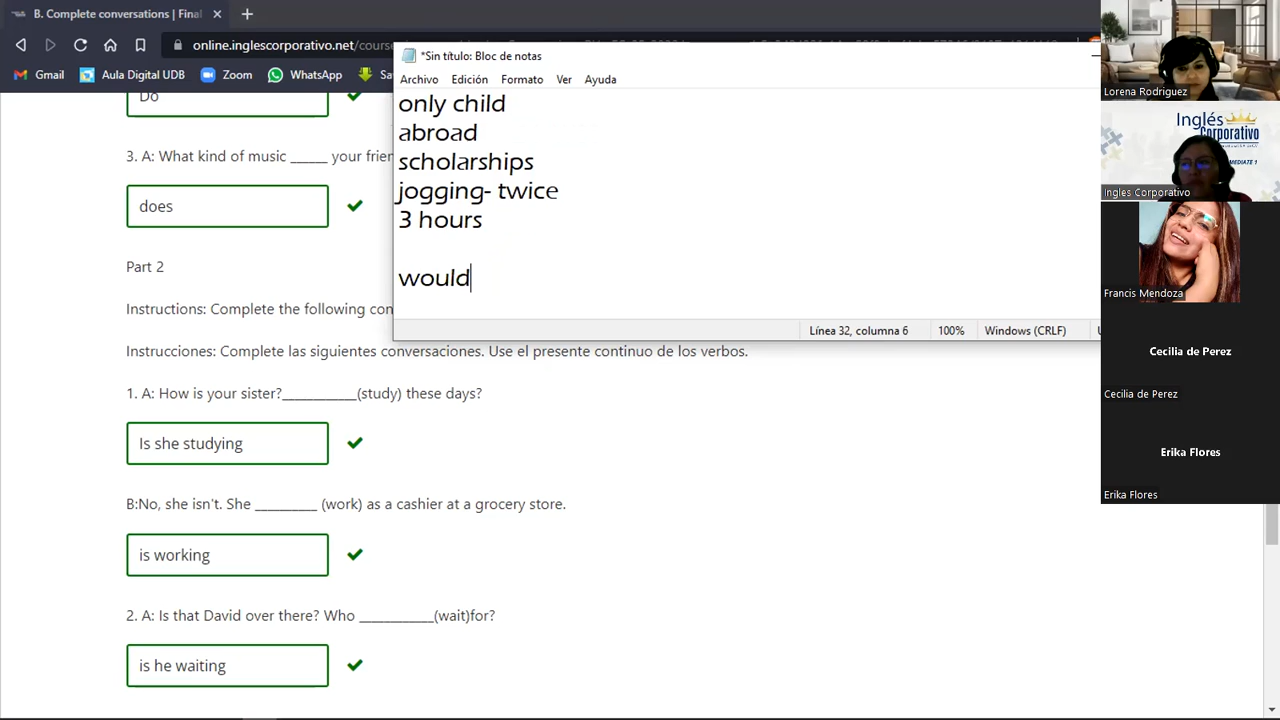 B. Complete conversations | Final
online.inglescorporativo.net/course
Gmail
Aula Digital UDB
Zoom
WhatsApp
*Sin título: Bloc de notas
Archivo Edición Formato Ver Ayuda
only child
abroad
scholarships
jogging- twice
3 hours
would
Línea 32, columna 6
100%
Windows (CRLF)
Do
3. A: What kind of music ______ your
does
Part 2
Instructions: Complete the following
Instrucciones: Complete las siguientes conversaciones. Use el presente continuo de los verbos.
1. A: How is your sister?____________(study) these days?
Is she studying
B:No, she isn't. She __________ (work) as a cashier at a grocery store.
is working
2. A: Is that David over there? Who ____________(wait)for?
is he waiting
Lorena Rodriguez
Inglés
Corporativo
Ingles Corporativo
Francis Mendoza
Cecilia de Perez
Cecilia de Perez
Erika Flores
Erika Flores